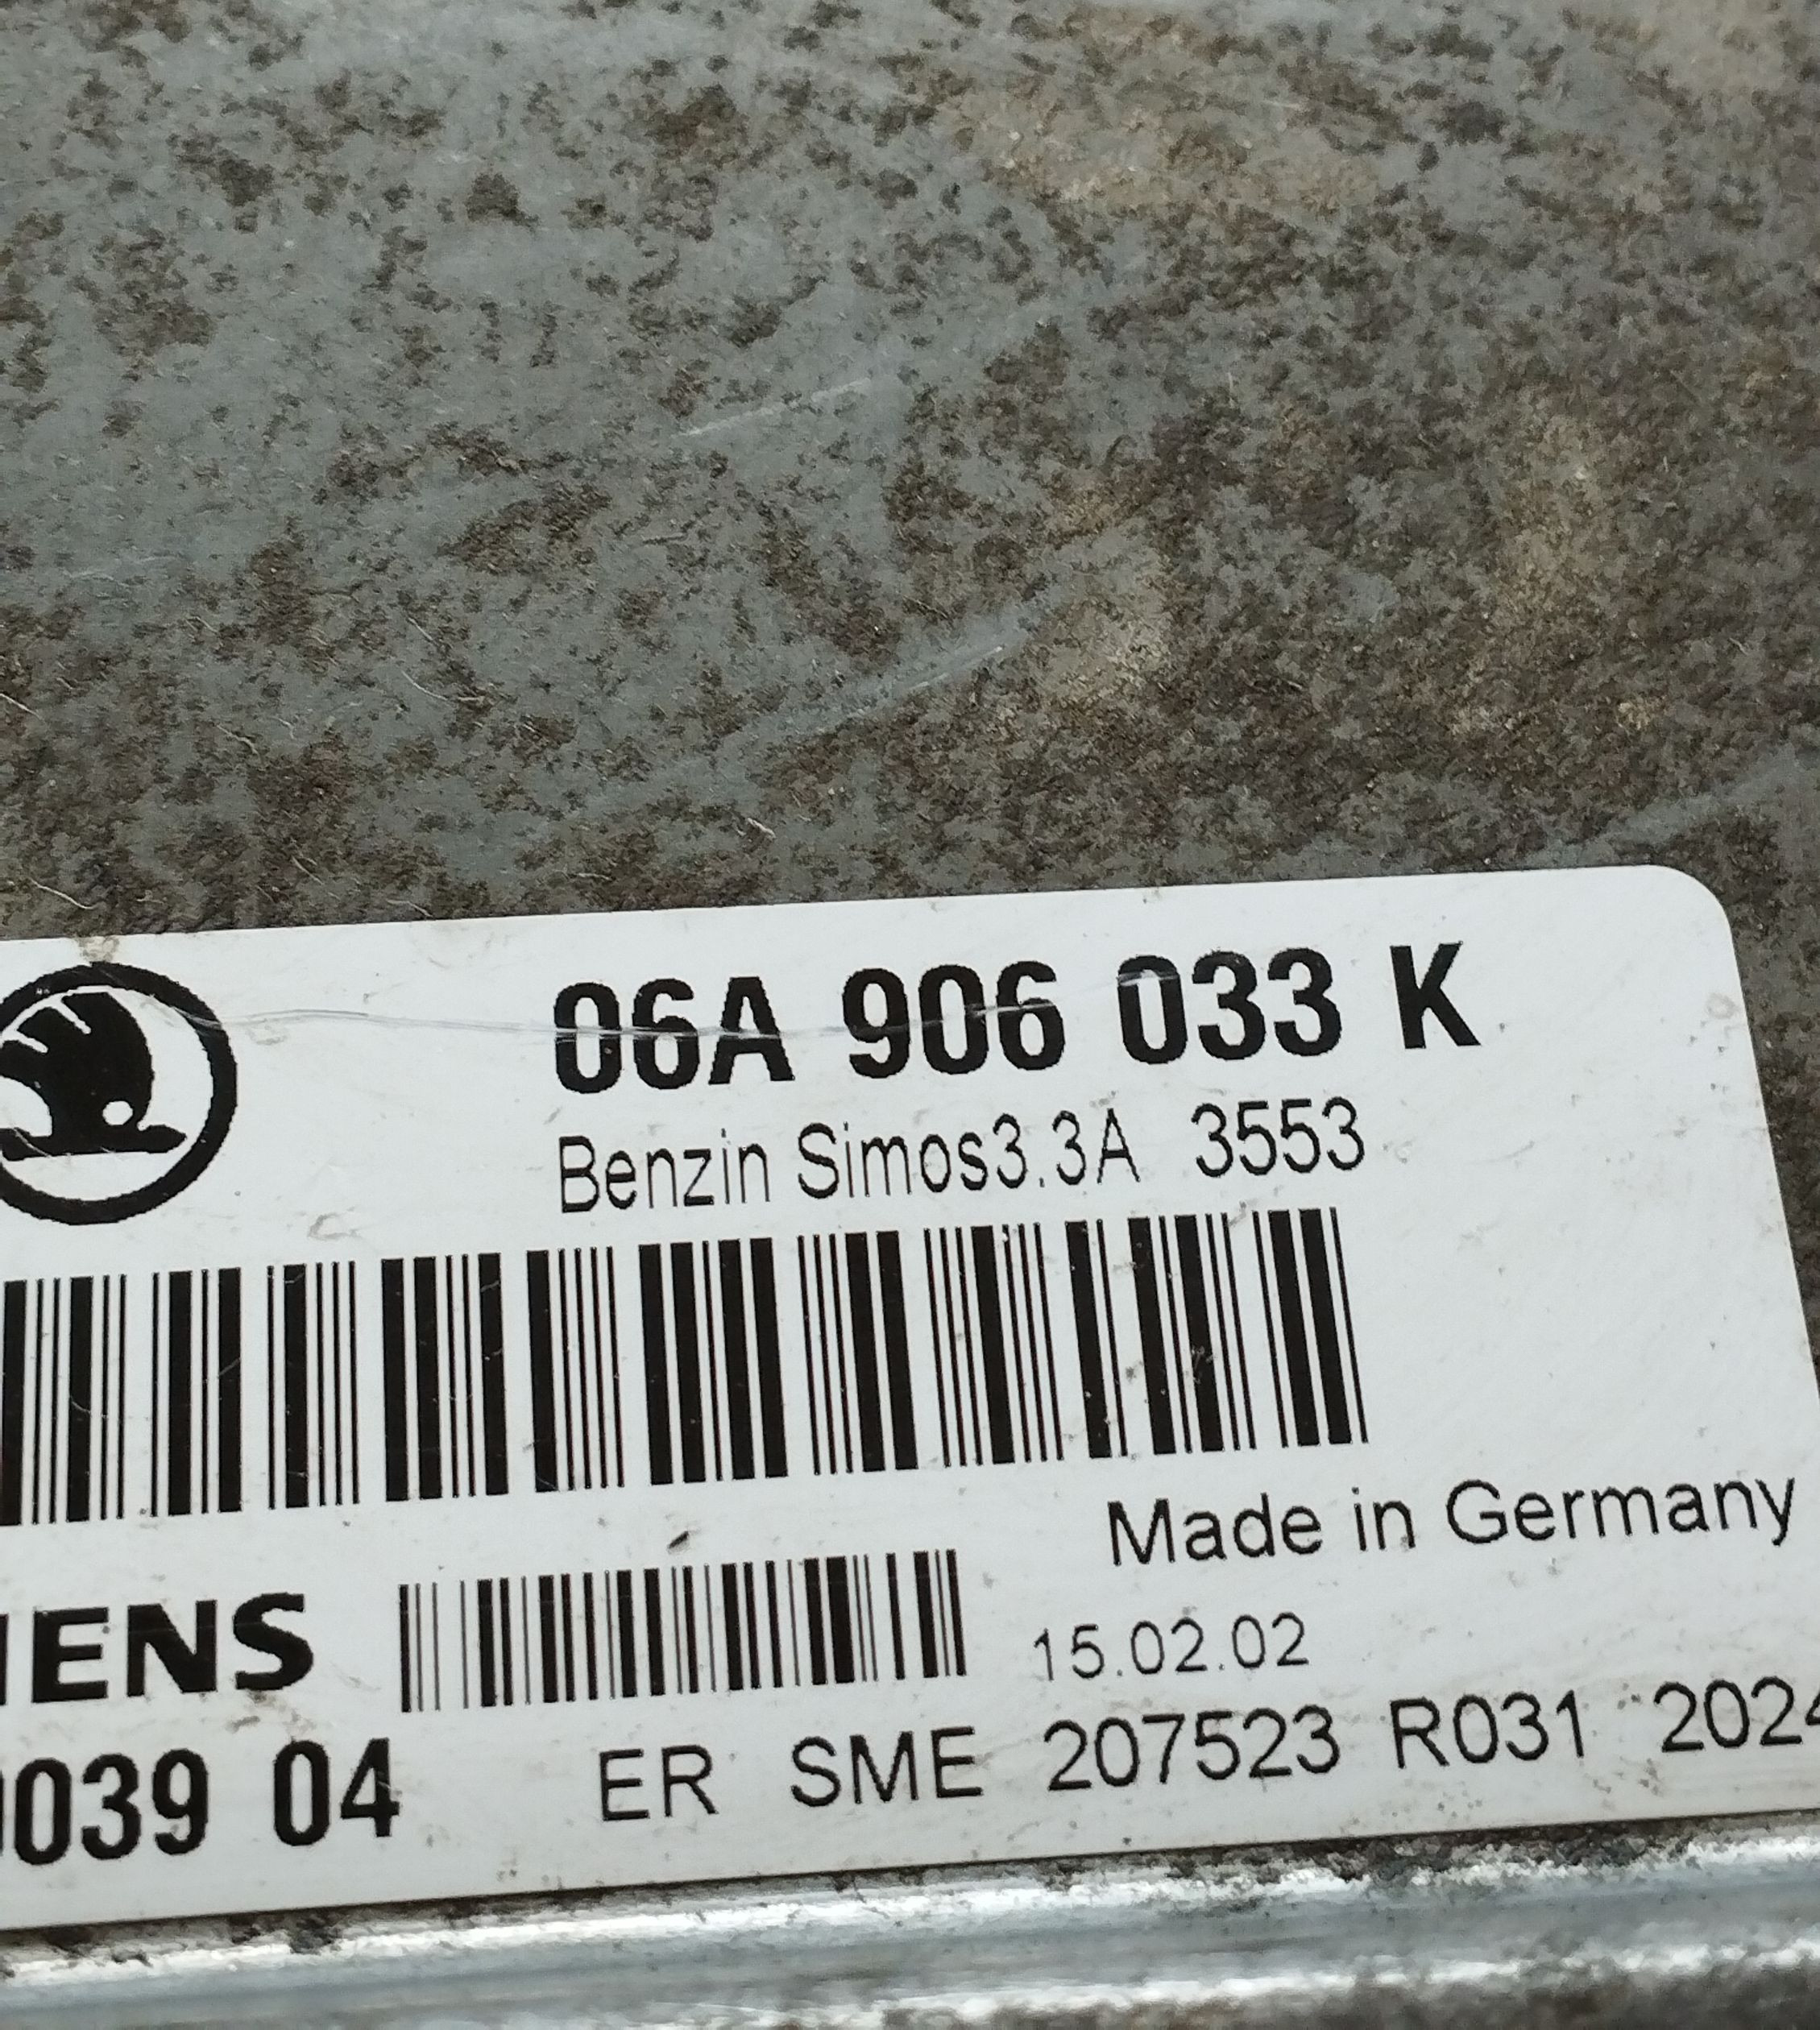 06A 906 033 K
Benzin Simos3.3A 3553
Made in Germany
15.02.02
039 04 ER SME 207523 R031